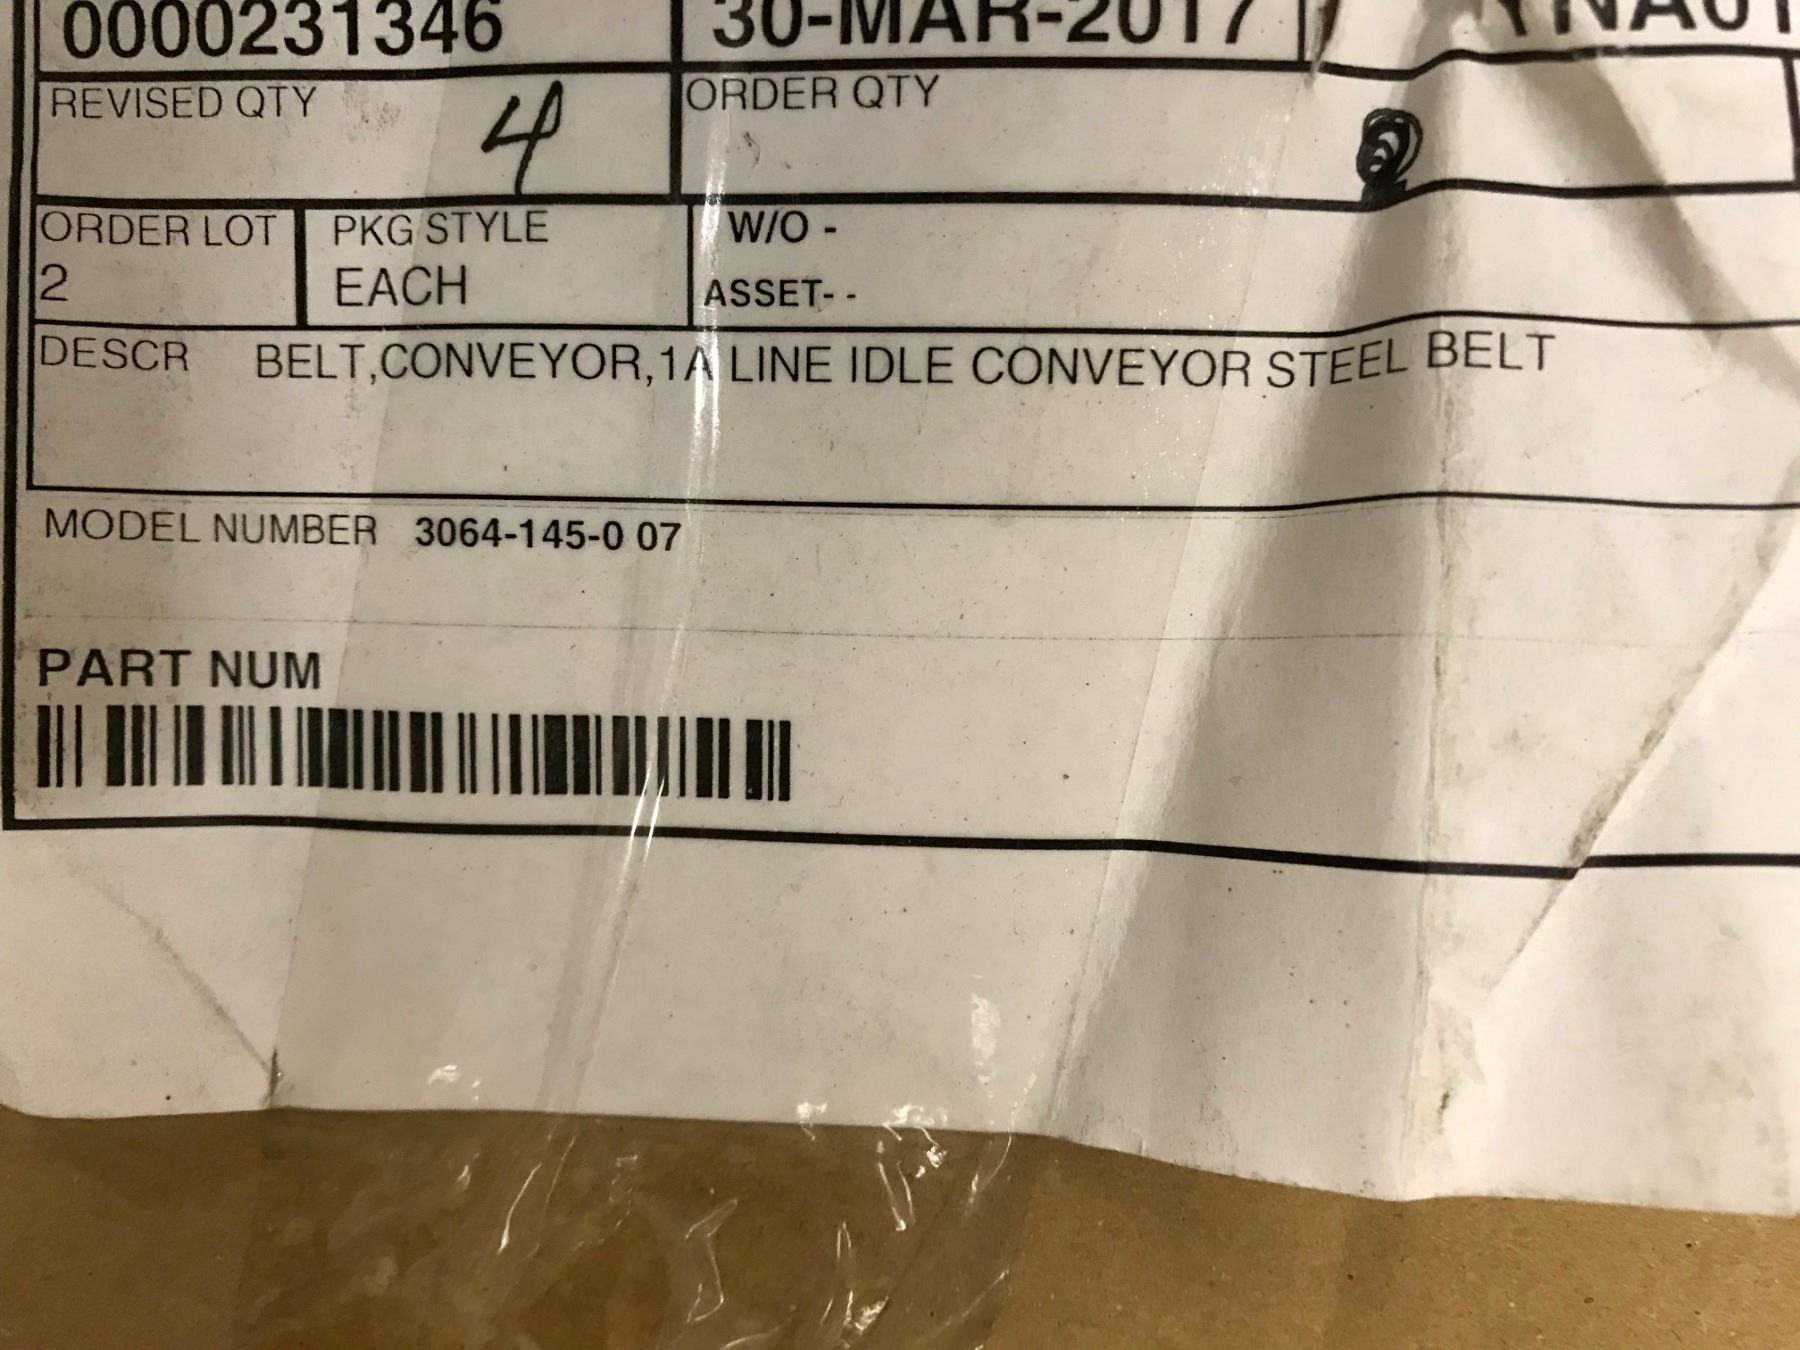 0000231346 30-MAR-2017 YNA01
REVISED QTY 4 ORDER QTY
ORDER LOT PKG STYLE W/O -
2 EACH ASSET- -
DESCR BELT,CONVEYOR,1A LINE IDLE CONVEYOR STEEL BELT
MODEL NUMBER 3064-145-0 07
PART NUM